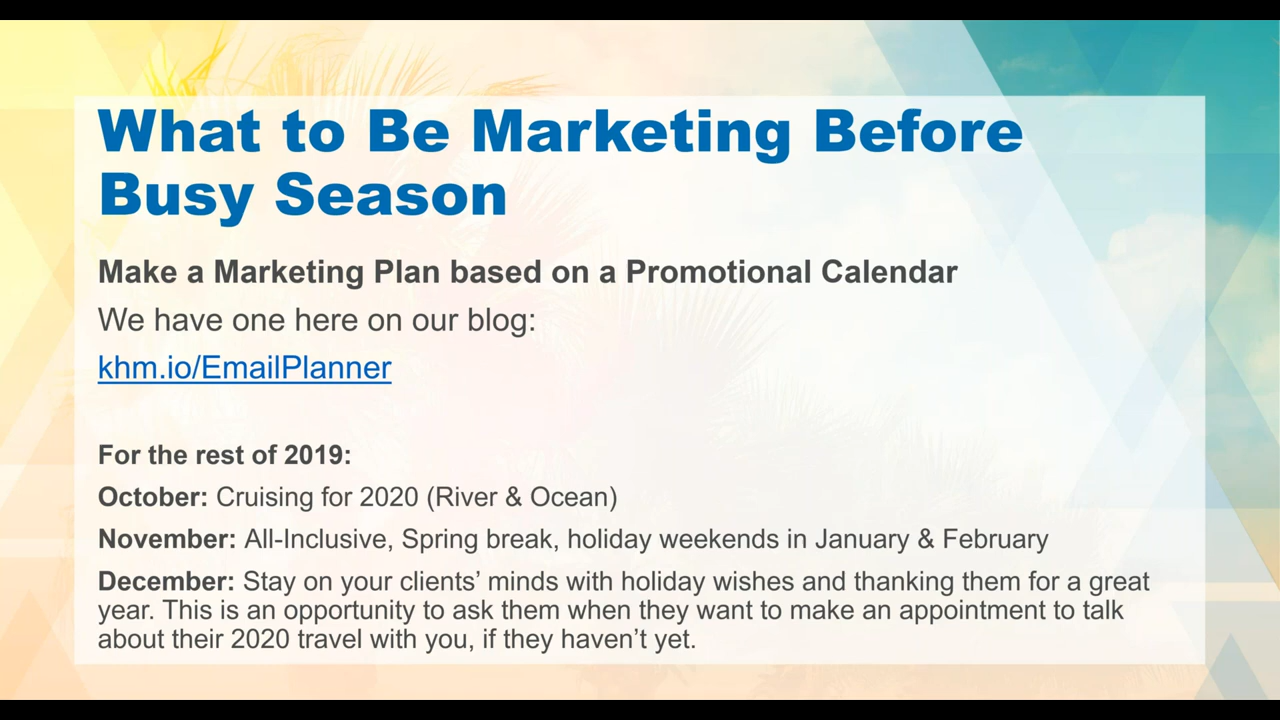 What to Be Marketing Before
Busy Season
Make a Marketing Plan based on a Promotional Calendar
We have one here on our blog:
khm.io/EmailPlanner
For the rest of 2019:
October: Cruising for 2020 (River & Ocean)
November: All-Inclusive, Spring break, holiday weekends in January & February
December: Stay on your clients’ minds with holiday wishes and thanking them for a great
year. This is an opportunity to ask them when they want to make an appointment to talk
about their 2020 travel with you, if they haven’t yet.